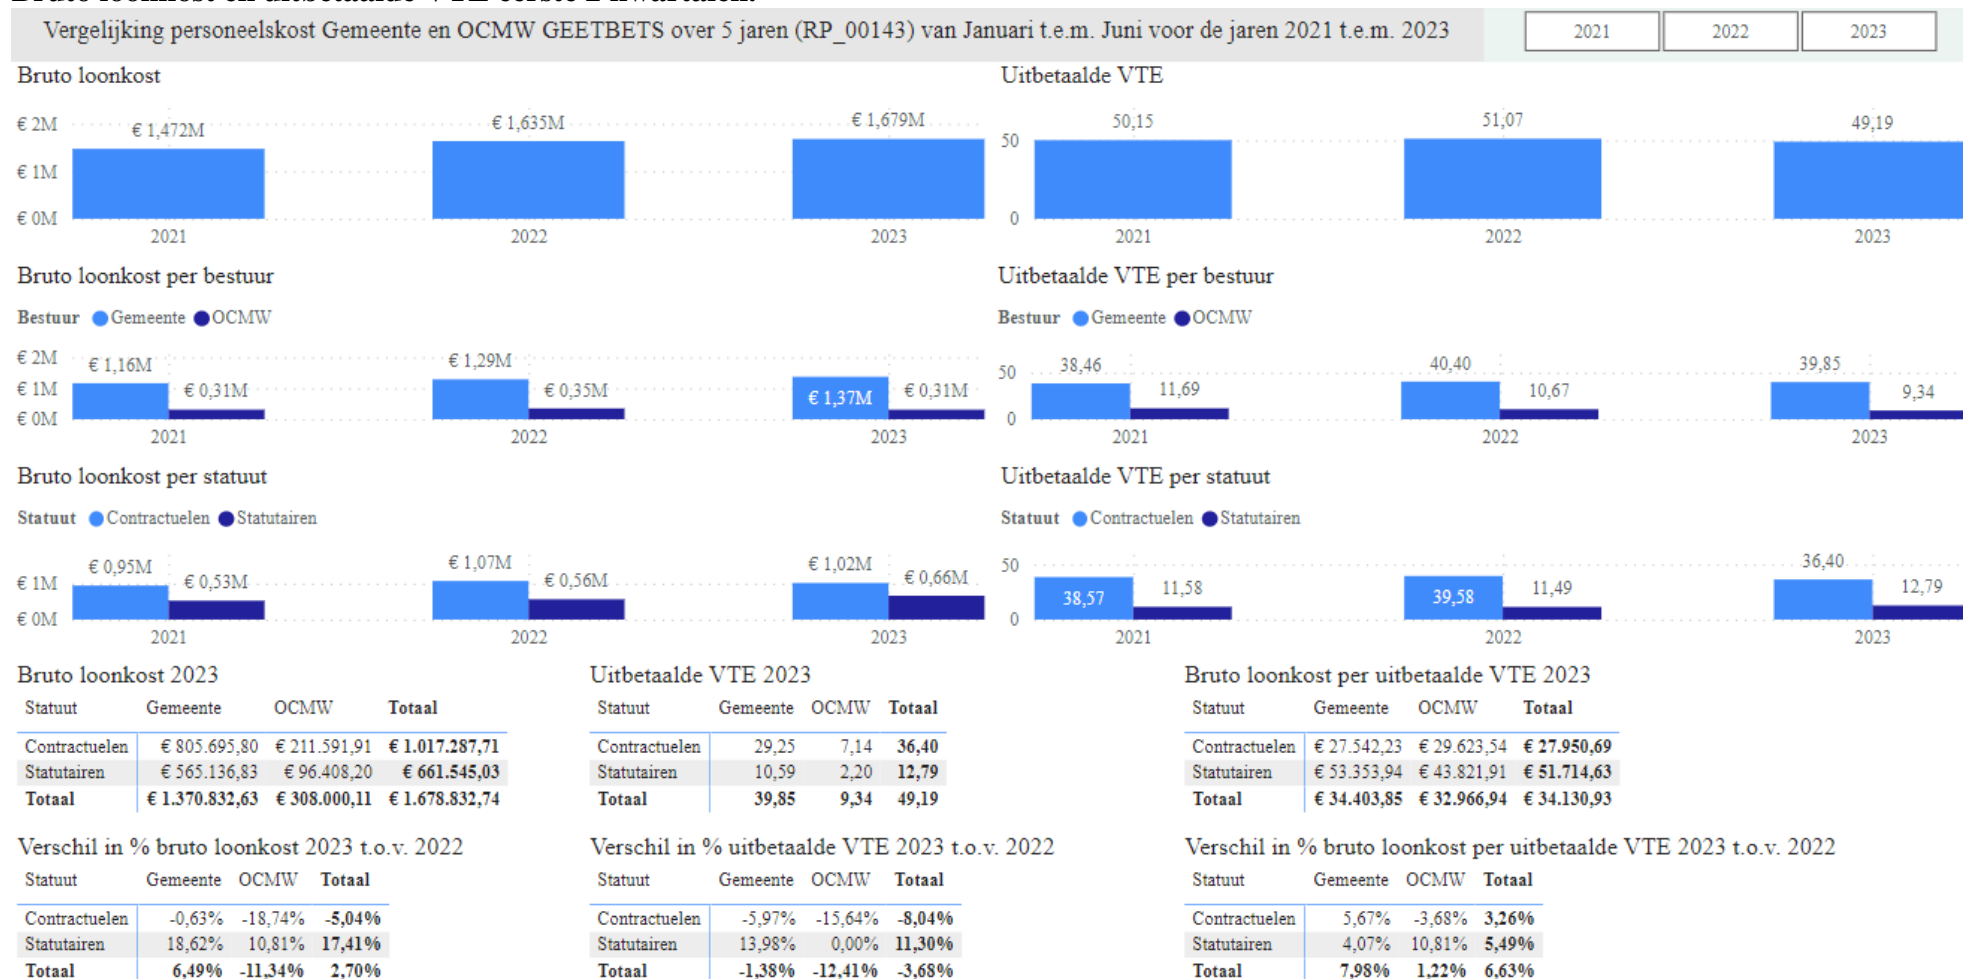 Bruto loonkost en uitbetaalde VTE eerste 2 kwartalen:
Vergelijking personeelskost Gemeente en OCMW GEETBETS over 5 jaren (RP_00143) van Januari t.e.m. Juni voor de jaren 2021 t.e.m. 2023
2021 2022 2023
Bruto loonkost
€ 2M
€ 1M
€ 0M
€ 1,472M € 1,635M € 1,679M
2021 2022 2023
Uitbetaalde VTE
50
0
50,15 51,07 49,19
2021 2022 2023
Bruto loonkost per bestuur
Bestuur Gemeente OCMW
€ 2M
€ 1M
€ 0M
€ 1,16M € 0,31M € 1,29M € 0,35M € 1,37M € 0,31M
2021 2022 2023
Uitbetaalde VTE per bestuur
Bestuur Gemeente OCMW
50
0
38,46 11,69 40,40 10,67 39,85 9,34
2021 2022 2023
Bruto loonkost per statuut
Statuut Contractuelen Statutairen
€ 1M
€ 0M
€ 0,95M € 0,53M € 1,07M € 0,56M € 1,02M € 0,66M
2021 2022 2023
Uitbetaalde VTE per statuut
Statuut Contractuelen Statutairen
50
0
38,57 11,58 39,58 11,49 36,40 12,79
2021 2022 2023
Bruto loonkost 2023
Statuut Gemeente OCMW Totaal
Contractuelen € 805.695,80 € 211.591,91 € 1.017.287,71
Statutairen € 565.136,83 € 96.408,20 € 661.545,03
Totaal € 1.370.832,63 € 308.000,11 € 1.678.832,74
Uitbetaalde VTE 2023
Statuut Gemeente OCMW Totaal
Contractuelen 29,25 7,14 36,40
Statutairen 10,59 2,20 12,79
Totaal 39,85 9,34 49,19
Bruto loonkost per uitbetaalde VTE 2023
Statuut Gemeente OCMW Totaal
Contractuelen € 27.542,23 € 29.623,54 € 27.950,69
Statutairen € 53.353,94 € 43.821,91 € 51.714,63
Totaal € 34.403,85 € 32.966,94 € 34.130,93
Verschil in % bruto loonkost 2023 t.o.v. 2022
Statuut Gemeente OCMW Totaal
Contractuelen -0,63% -18,74% -5,04%
Statutairen 18,62% 10,81% 17,41%
Totaal 6,49% -11,34% 2,70%
Verschil in % uitbetaalde VTE 2023 t.o.v. 2022
Statuut Gemeente OCMW Totaal
Contractuelen -5,97% -15,64% -8,04%
Statutairen 13,98% 0,00% 11,30%
Totaal -1,38% -12,41% -3,68%
Verschil in % bruto loonkost per uitbetaalde VTE 2023 t.o.v. 2022
Statuut Gemeente OCMW Totaal
Contractuelen 5,67% -3,68% 3,26%
Statutairen 4,07% 10,81% 5,49%
Totaal 7,98% 1,22% 6,63%